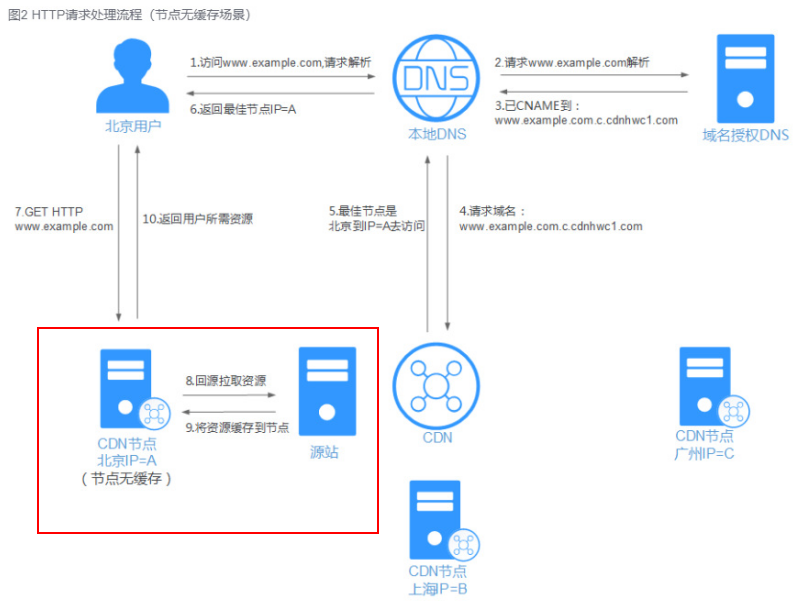 图2 HTTP请求处理流程（节点无缓存场景）
1.访问www.example.com,请求解析
2.请求www.example.com解析
6.返回最佳节点IP=A
3.已CNAME到：
www.example.com.c.cdnhwc1.com
北京用户
本地DNS
域名授权DNS
DNS
7.GET HTTP
www.example.com
10.返回用户所需资源
5.最佳节点是
北京到IP=A去访问
4.请求域名：
www.example.com.c.cdnhwc1.com
8.回源拉取资源
9.将资源缓存到节点
CDN节点
北京IP=A
（节点无缓存）
源站
CDN
CDN节点
广州IP=C
CDN节点
上海IP=B